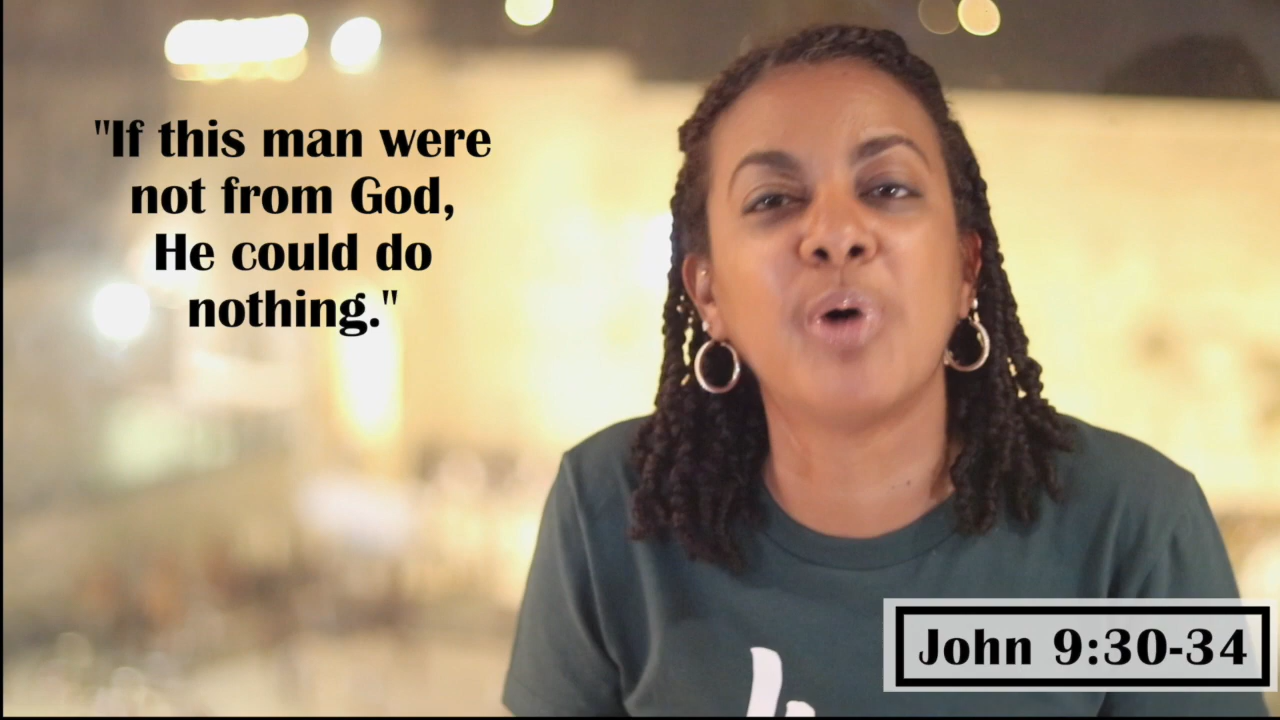 "If this man were
not from God,
He could do
nothing."
John 9:30-34